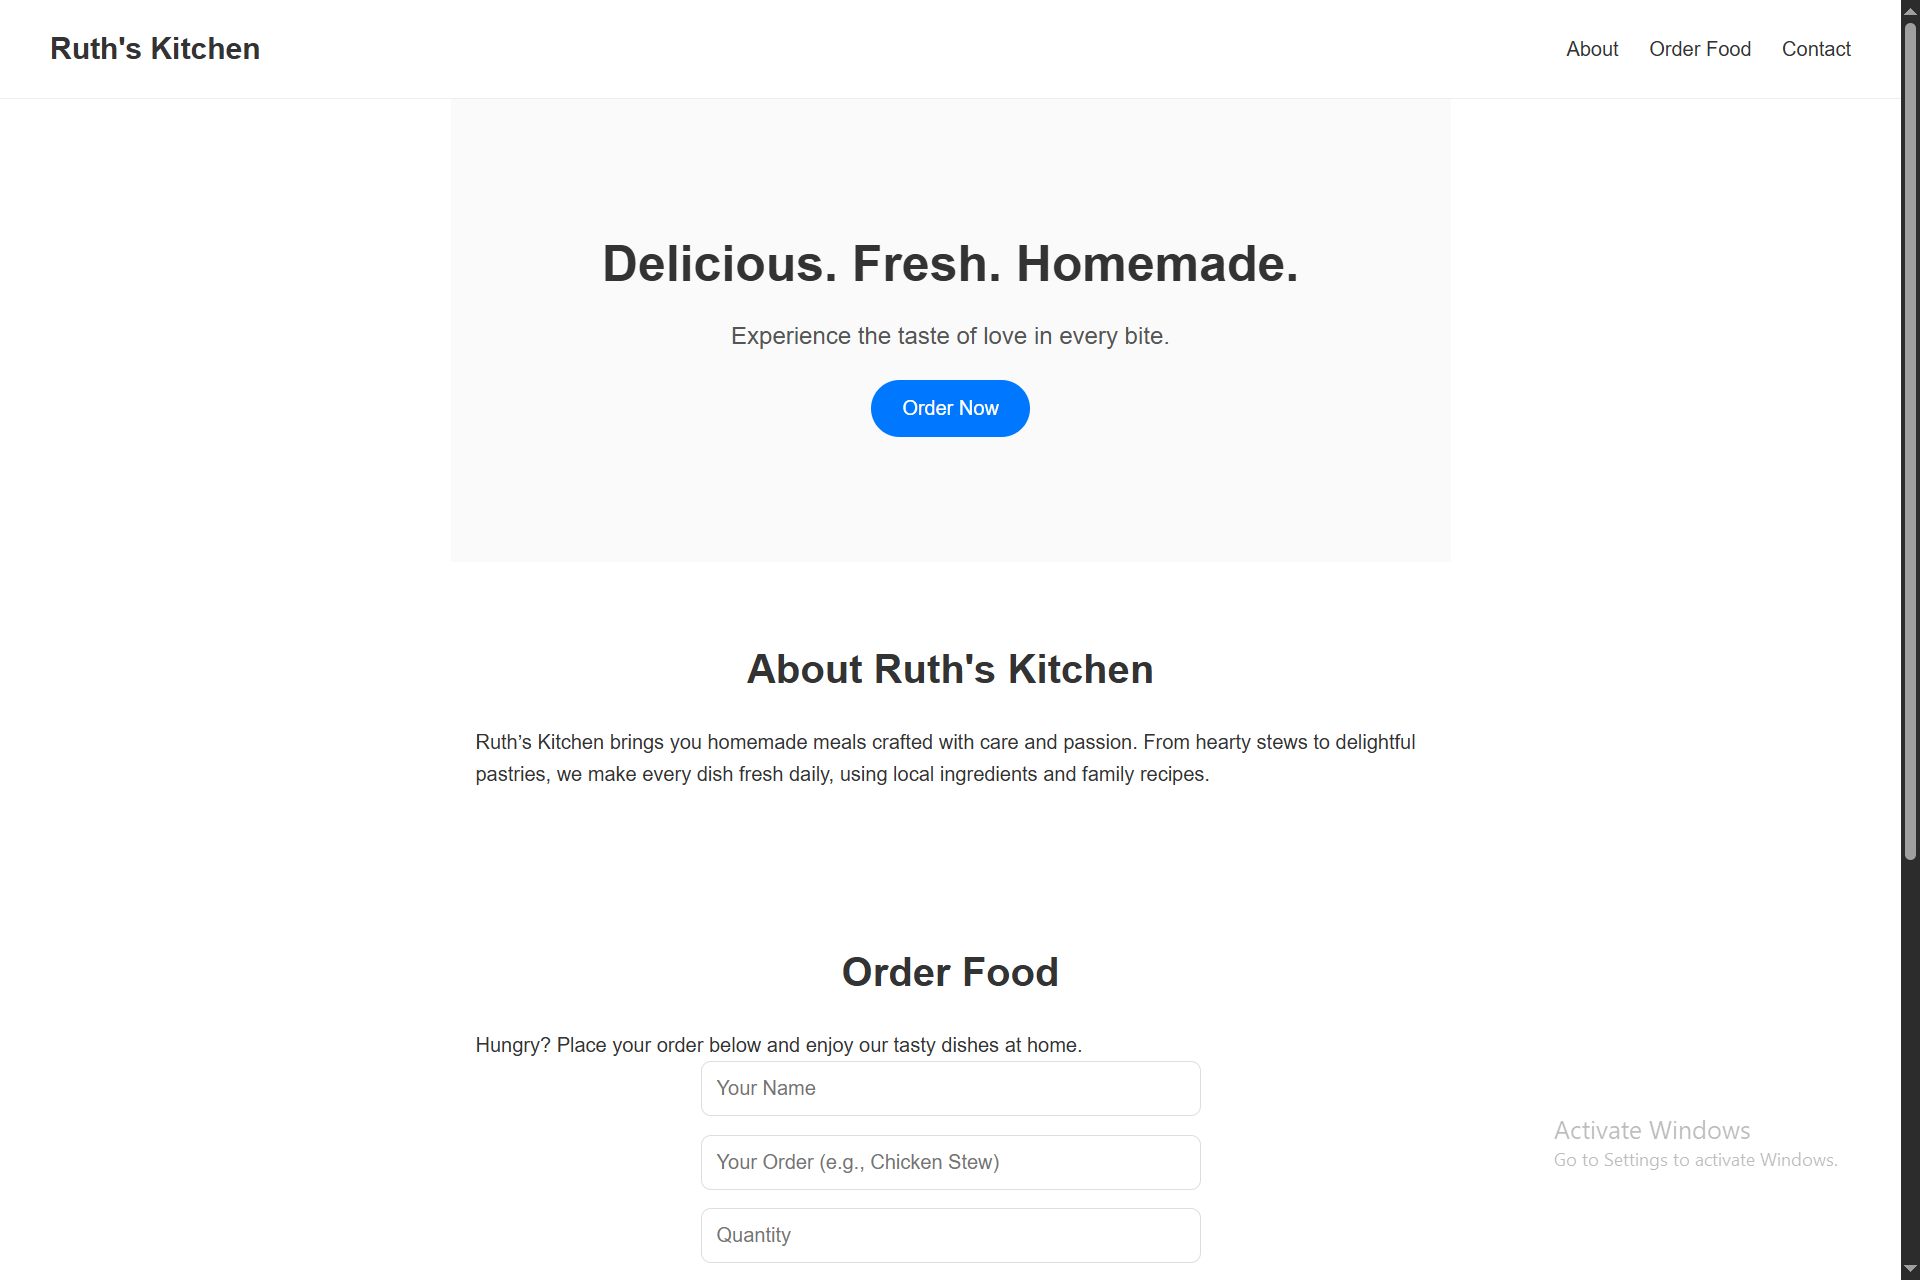 Ruth's Kitchen
About
Order Food
Contact
Delicious. Fresh. Homemade.
Experience the taste of love in every bite.
Order Now
About Ruth's Kitchen
Ruth’s Kitchen brings you homemade meals crafted with care and passion. From hearty stews to delightful
pastries, we make every dish fresh daily, using local ingredients and family recipes.
Order Food
Hungry? Place your order below and enjoy our tasty dishes at home.
Your Name
Your Order (e.g., Chicken Stew)
Quantity
Activate Windows
Go to Settings to activate Windows.